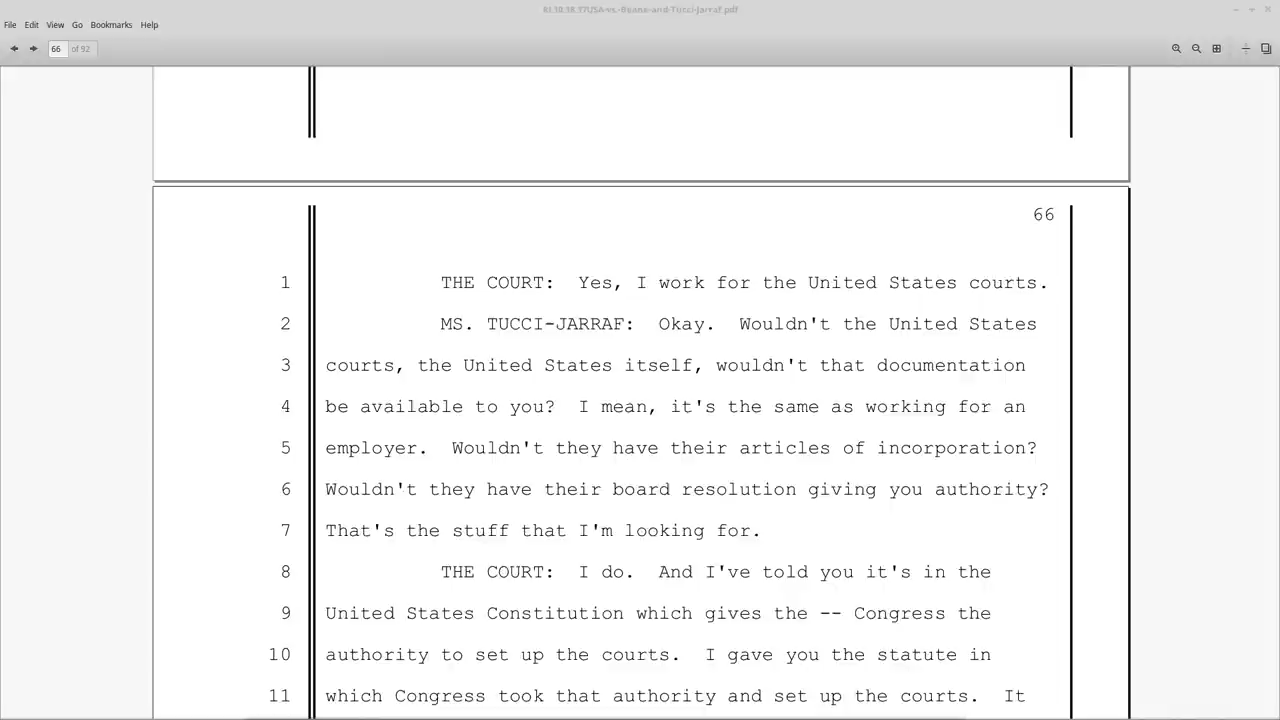 File Edit View Go Bookmarks Help
66 of 92
66
1 THE COURT: Yes, I work for the United States courts.
2 MS. TUCCI-JARRAF: Okay. Wouldn't the United States
3 courts, the United States itself, wouldn't that documentation
4 be available to you? I mean, it's the same as working for an
5 employer. Wouldn't they have their articles of incorporation?
6 Wouldn't they have their board resolution giving you authority?
7 That's the stuff that I'm looking for.
8 THE COURT: I do. And I've told you it's in the
9 United States Constitution which gives the -- Congress the
10 authority to set up the courts. I gave you the statute in
11 which Congress took that authority and set up the courts. It